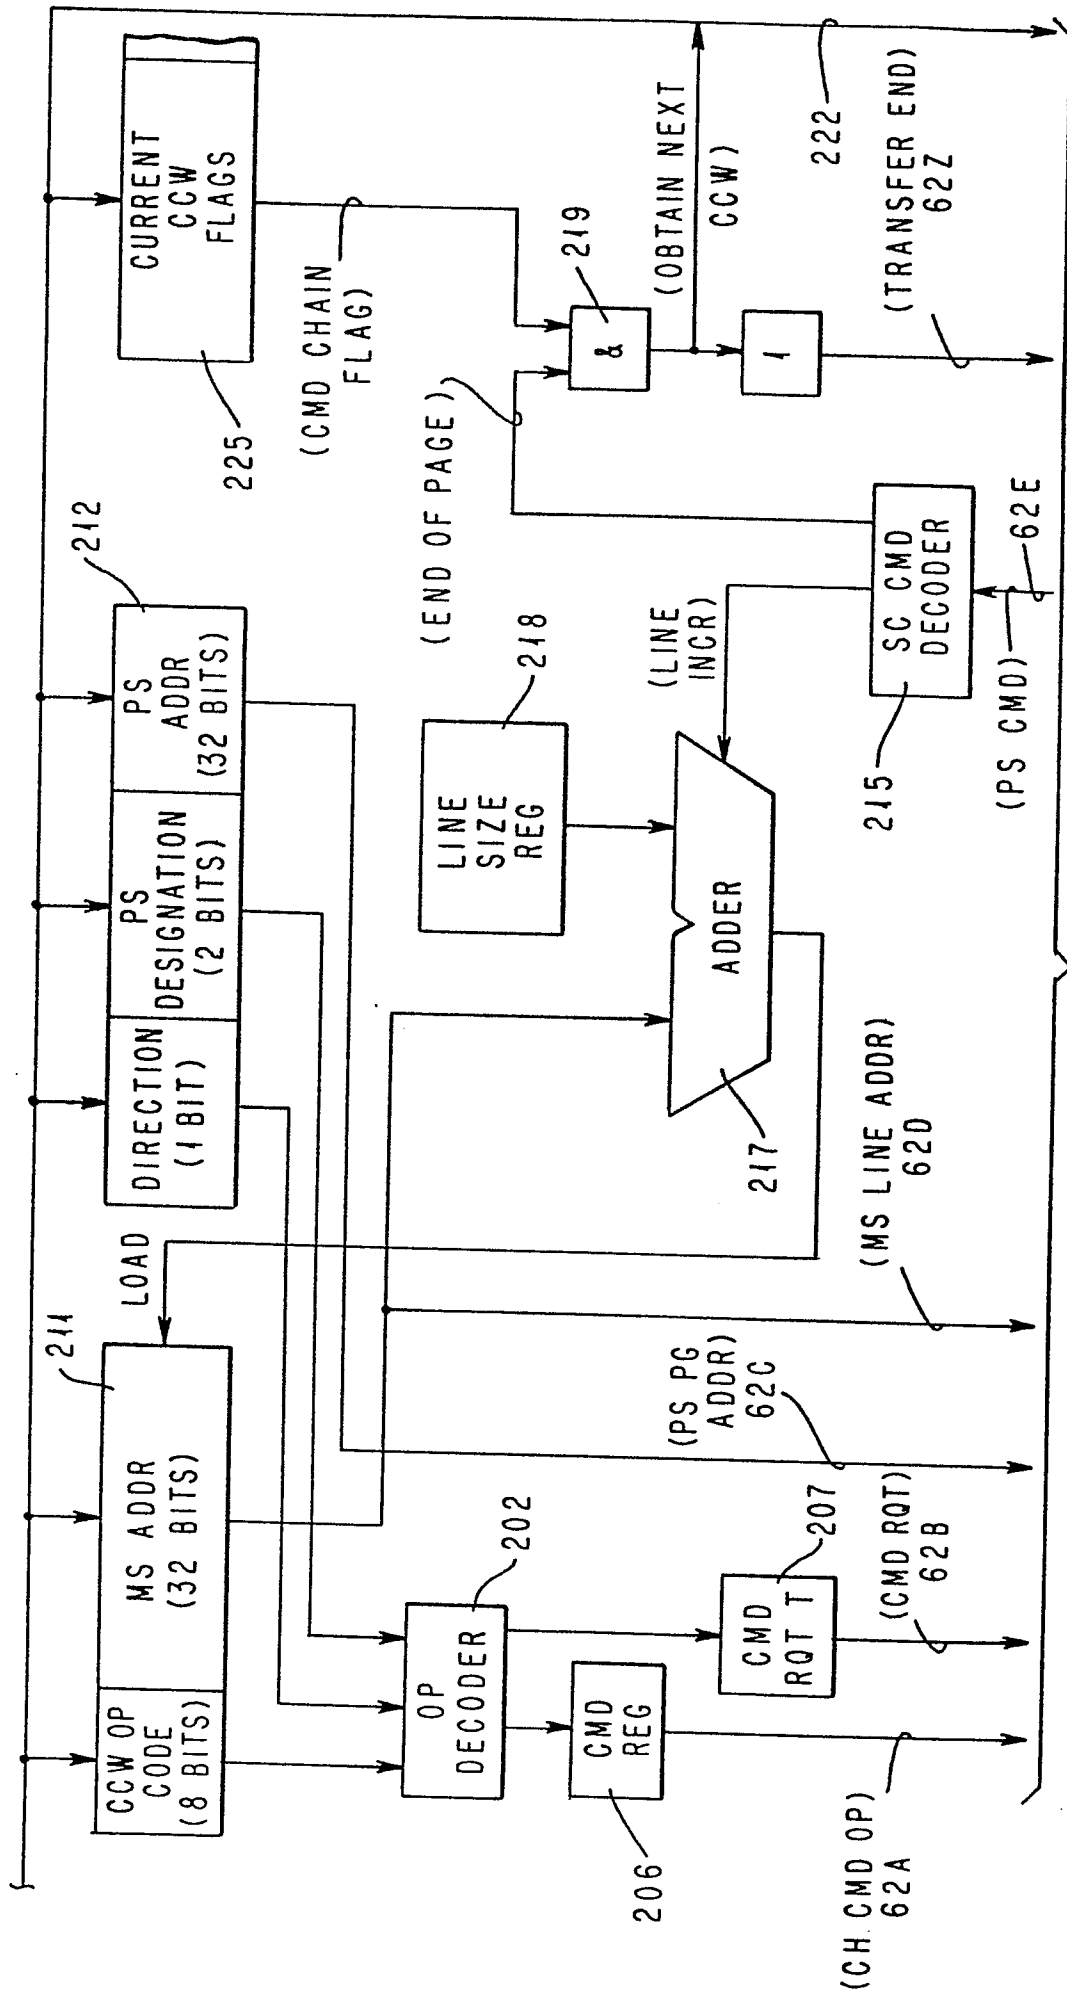 211
212
CCW OP
CODE
(8 BITS)
MS ADDR
(32 BITS)
LOAD
DIRECTION
(1 BIT)
PS
DESIGNATION
(2 BITS)
PS
ADDR
(32 BITS)
CURRENT
CCW
FLAGS
225
(CMD CHAIN
FLAG)
(END OF PAGE)
OP
DECODER
202
LINE
SIZE
REG
218
&
219
CMD
REG
206
CMD
RQT T
207
(PS PG
ADDR)
62C
ADDER
217
(LINE
INCR)
(OBTAIN NEXT
CCW)
1
SC CMD
DECODER
215
(CH. CMD OP)
62A
(CMD RQT)
62B
(MS LINE ADDR)
62D
(PS CMD)
62E
(TRANSFER END)
62Z
222